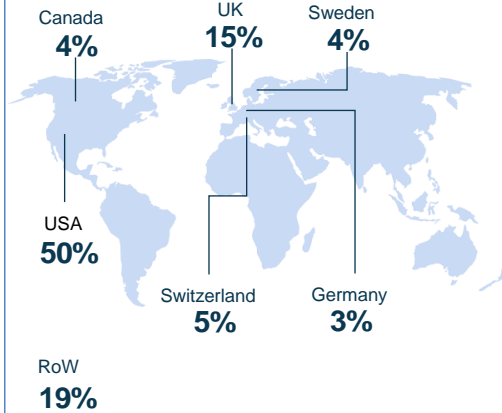 Canada
4%
UK
15%
Sweden
4%
USA
50%
Switzerland
5%
Germany
3%
RoW
19%